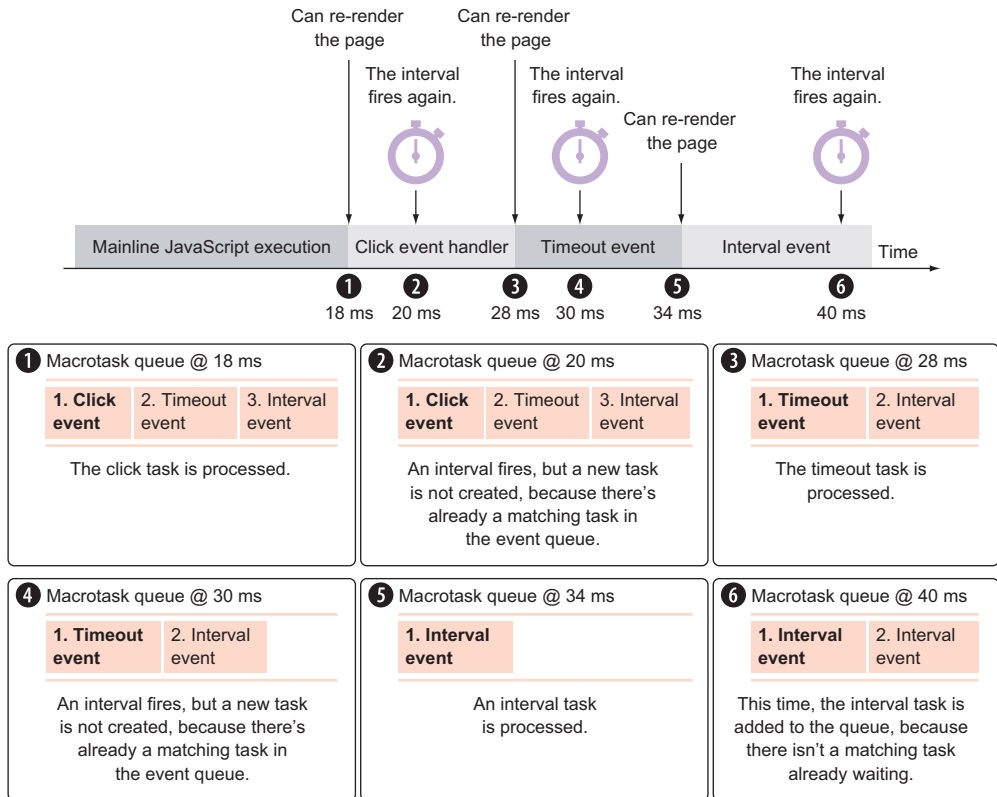 Can re-render
the page
Can re-render
the page
The interval
fires again.
The interval
fires again.
The interval
fires again.
Can re-render
the page
Mainline JavaScript execution
Click event handler
Timeout event
Interval event
Time
1
2
3
4
5
6
18 ms
20 ms
28 ms
30 ms
34 ms
40 ms
1 Macrotask queue @ 18 ms
1. Click
event
2. Timeout
event
3. Interval
event
The click task is processed.
2 Macrotask queue @ 20 ms
1. Click
event
2. Timeout
event
3. Interval
event
An interval fires, but a new task
is not created, because there's
already a matching task in
the event queue.
3 Macrotask queue @ 28 ms
1. Timeout
event
2. Interval
event
The timeout task is
processed.
4 Macrotask queue @ 30 ms
1. Timeout
event
2. Interval
event
An interval fires, but a new task
is not created, because there's
already a matching task in
the event queue.
5 Macrotask queue @ 34 ms
1. Interval
event
An interval task
is processed.
6 Macrotask queue @ 40 ms
1. Interval
event
2. Interval
event
This time, the interval task is
added to the queue, because
there isn't a matching task
already waiting.